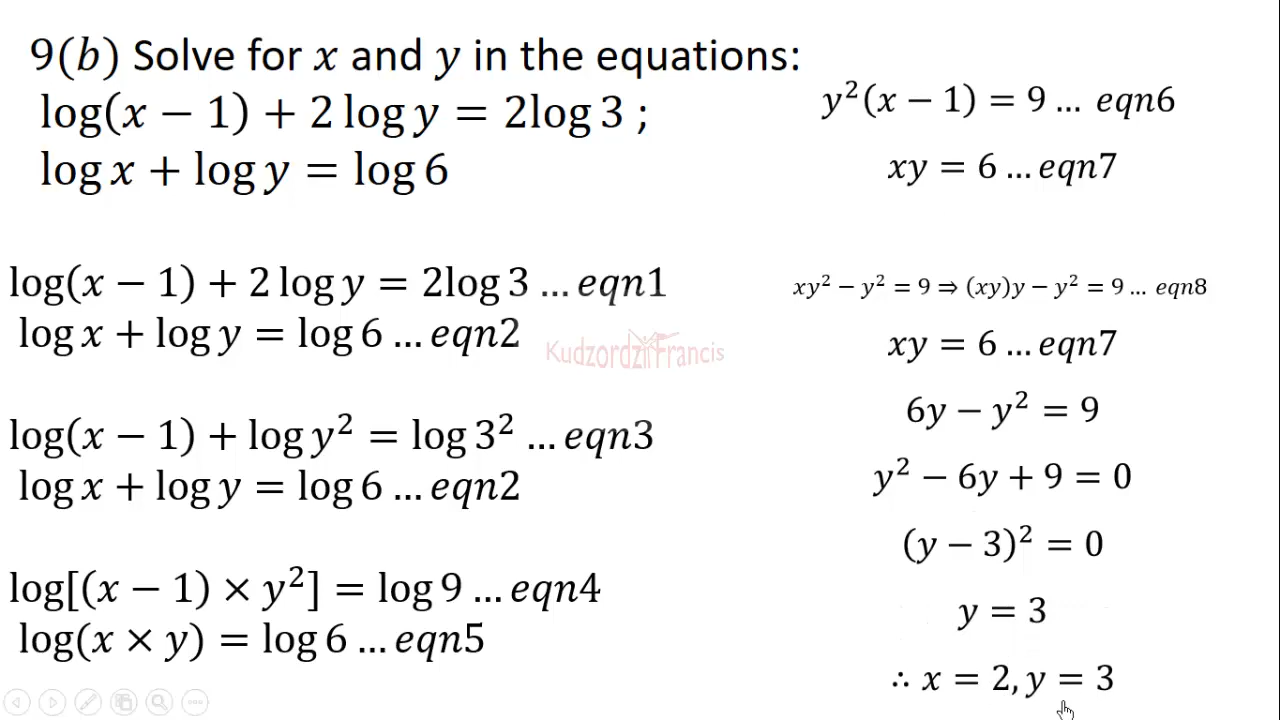 9(b) Solve for x and y in the equations:
log(x − 1) + 2 log y = 2log 3 ;
log x + log y = log 6
log(x − 1) + 2 log y = 2log 3 … eqn1
log x + log y = log 6 … eqn2
log(x − 1) + log y² = log 3² … eqn3
log x + log y = log 6 … eqn2
log[(x − 1) × y²] = log 9 … eqn4
log(x × y) = log 6 … eqn5
y²(x − 1) = 9 … eqn6
xy = 6 … eqn7
xy² − y² = 9 ⇒ (xy)y − y² = 9 … eqn8
xy = 6 … eqn7
6y − y² = 9
y² − 6y + 9 = 0
(y − 3)² = 0
y = 3
∴ x = 2, y = 3
Kudzordzi Francis